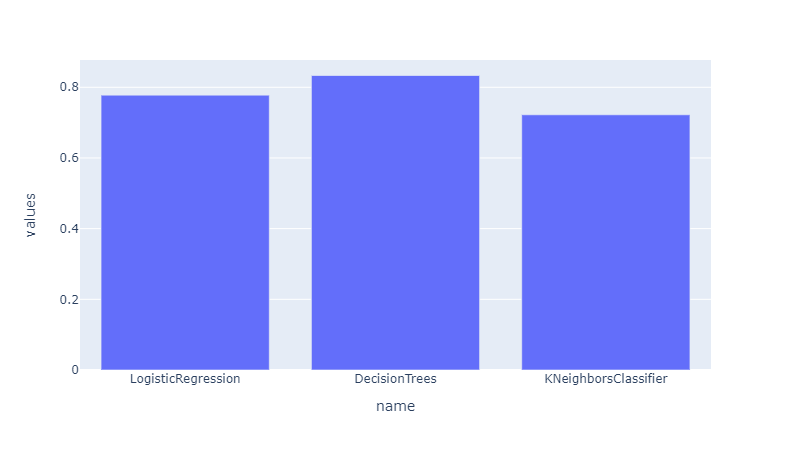 0.8
0.6
0.4
0.2
0
values
LogisticRegression
DecisionTrees
KNeighborsClassifier
name